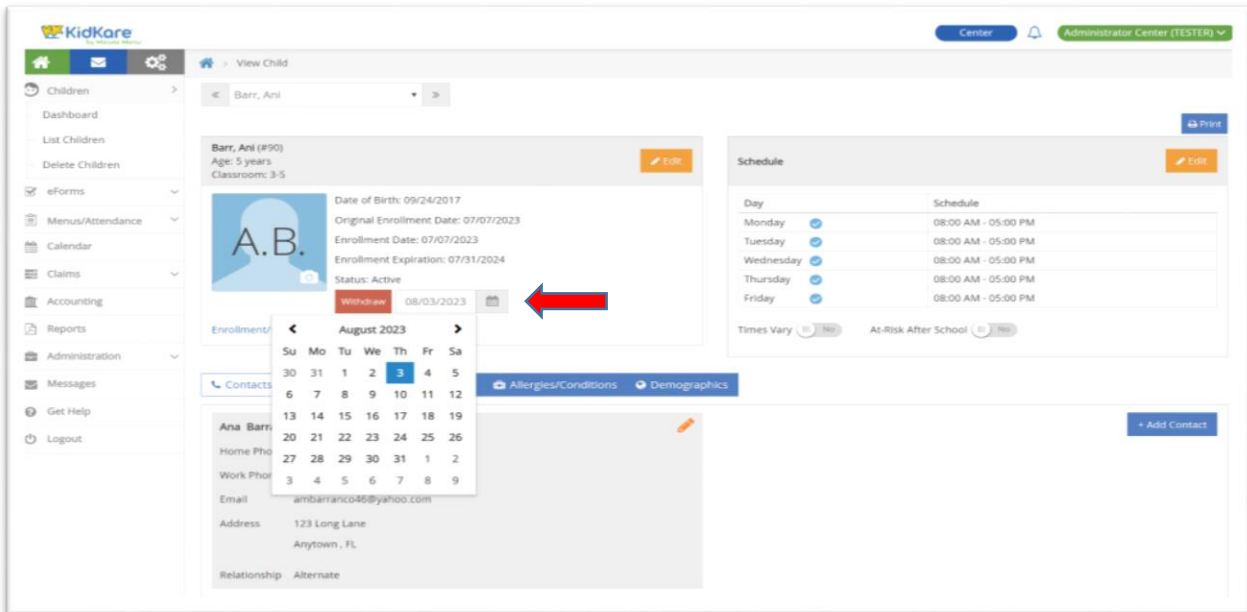 KidKare
by Minute Menu
Center
Administrator Center (TESTER)
View Child
Children
Dashboard
List Children
Delete Children
eForms
Menus/Attendance
Calendar
Claims
Accounting
Reports
Administration
Messages
Get Help
Logout
Barr, Ani
Print
Barr, Ani (#90)
Age: 5 years
Classroom: 3-5
Edit
A.B.
Date of Birth: 09/24/2017
Original Enrollment Date: 07/07/2023
Enrollment Date: 07/07/2023
Enrollment Expiration: 07/31/2024
Status: Active
Withdraw 08/03/2023
Enrollment/
August 2023
Su Mo Tu We Th Fr Sa
30 31 1 2 3 4 5
6 7 8 9 10 11 12
13 14 15 16 17 18 19
20 21 22 23 24 25 26
27 28 29 30 31 1 2
3 4 5 6 7 8 9
Schedule
Edit
Day Schedule
Monday 08:00 AM - 05:00 PM
Tuesday 08:00 AM - 05:00 PM
Wednesday 08:00 AM - 05:00 PM
Thursday 08:00 AM - 05:00 PM
Friday 08:00 AM - 05:00 PM
Times Vary No At-Risk After School No
Contacts Allergies/Conditions Demographics
Ana Barr
Home Pho
Work Phor
Email ambarranco46@yahoo.com
Address 123 Long Lane
Anytown , FL
Relationship Alternate
+ Add Contact